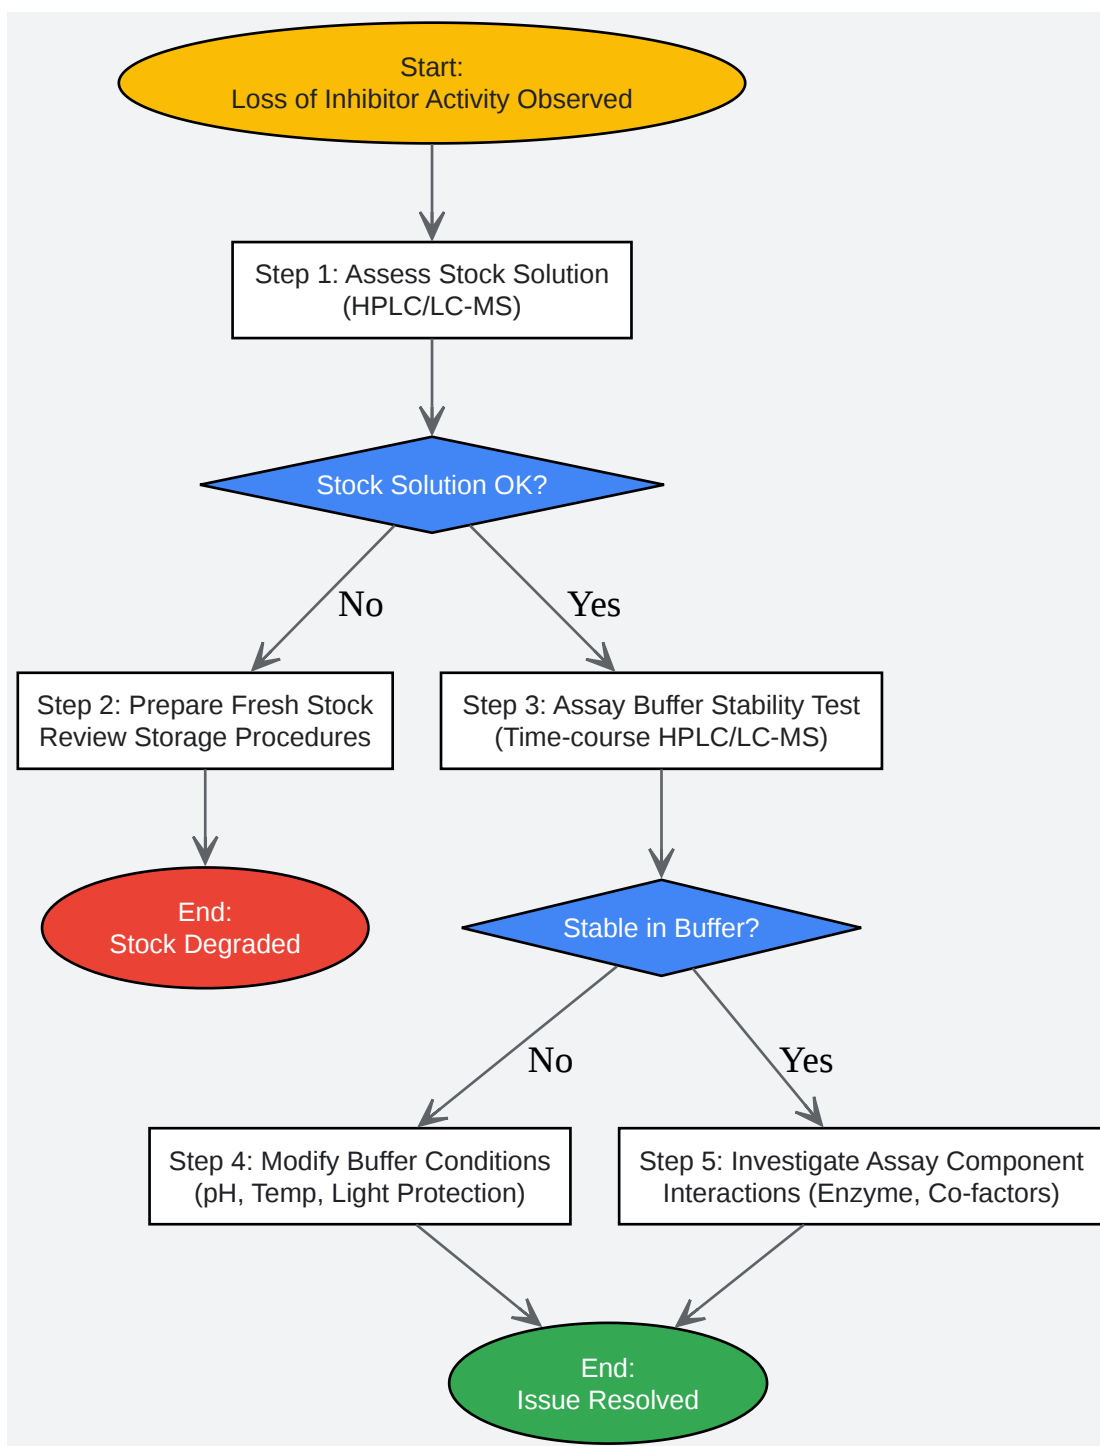 Start:
Loss of Inhibitor Activity Observed
Step 1: Assess Stock Solution
(HPLC/LC-MS)
Stock Solution OK?
No
Yes
Step 2: Prepare Fresh Stock
Review Storage Procedures
Step 3: Assay Buffer Stability Test
(Time-course HPLC/LC-MS)
End:
Stock Degraded
Stable in Buffer?
No
Yes
Step 4: Modify Buffer Conditions
(pH, Temp, Light Protection)
Step 5: Investigate Assay Component
Interactions (Enzyme, Co-factors)
End:
Issue Resolved